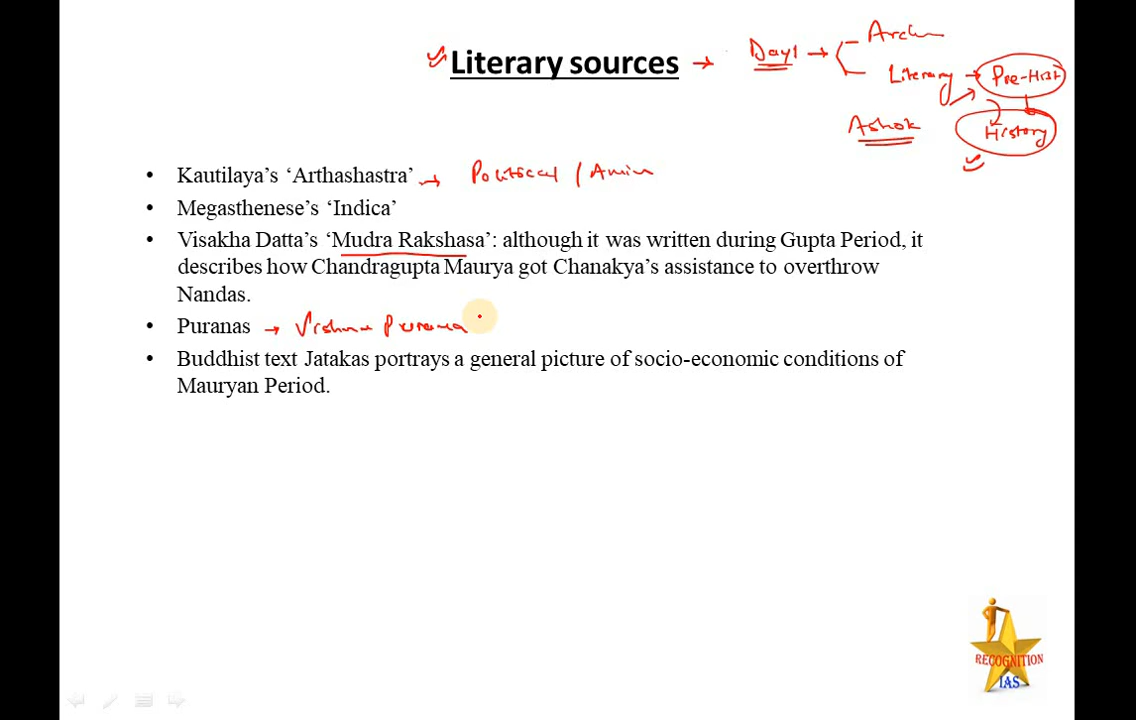 Literary sources → Day1 → Arch
Literary → Pre-Hist
Ashok
History
• Kautilaya's 'Arthashastra' → Political /
• Megasthenese's 'Indica'
• Visakha Datta's 'Mudra Rakshasa': although it was written during Gupta Period, it
describes how Chandragupta Maurya got Chanakya's assistance to overthrow
Nandas.
• Puranas → Vishnu Purana
• Buddhist text Jatakas portrays a general picture of socio-economic conditions of
Mauryan Period.
RECOGNITION
IAS